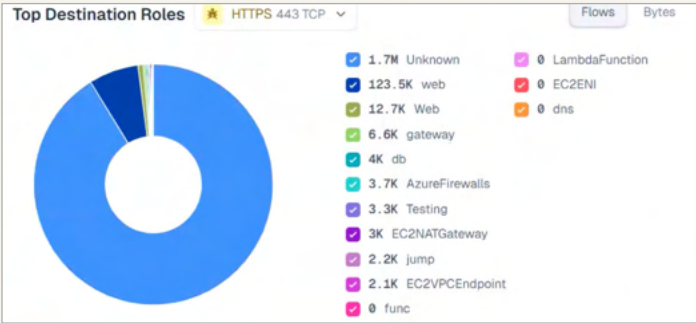 Top Destination Roles HTTPS 443 TCP Flows Bytes
1.7M Unknown
123.5K web
12.7K Web
6.6K gateway
4K db
3.7K AzureFirewalls
3.3K Testing
3K EC2NATGateway
2.2K jump
2.1K EC2VPCEndpoint
0 func
0 LambdaFunction
0 EC2ENI
0 dns